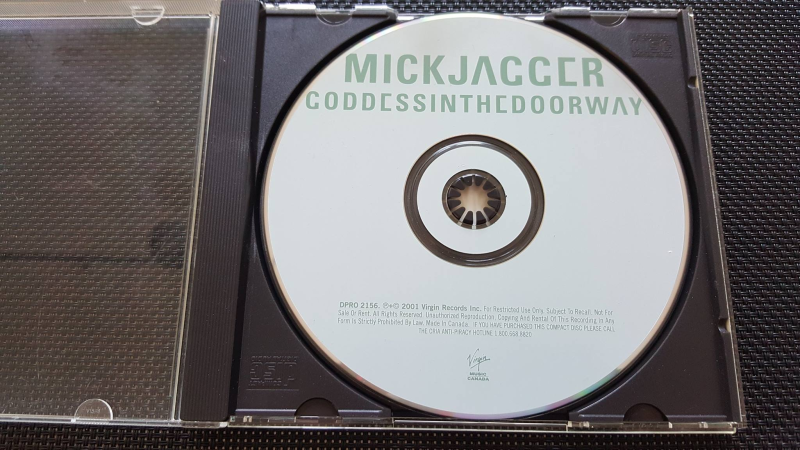 MICKJAGGER
GODDESSINTHEDOORWAY
DPRO 2156. ℗+© 2001 Virgin Records Inc. For Restricted Use Only. Subject To Recall. Not For
Sale Or Rent. All Rights Reserved. Unauthorized Reproduction. Copying And Rental Of This Recording in Any
Form is Strictly Prohibited By Law. Made in Canada. IF YOU HAVE PURCHASED THIS COMPACT DISC PLEASE CALL
THE CRIA ANTI-PIRACY HOTLINE 1.800.668.8820
Virgin
MUSIC
CANADA